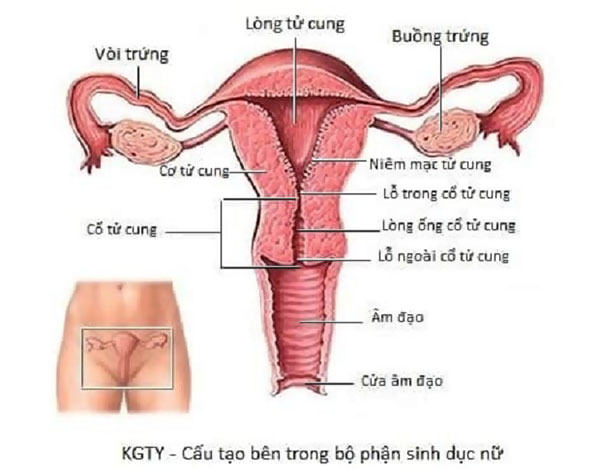 Lòng tử cung
Buồng trứng
Vòi trứng
Niêm mạc tử cung
Cơ tử cung
Lỗ trong cổ tử cung
Cổ tử cung
Lòng ống cổ tử cung
Lỗ ngoài cổ tử cung
Âm đạo
Cửa âm đạo
KGTY - Cấu tạo bên trong bộ phận sinh dục nữ